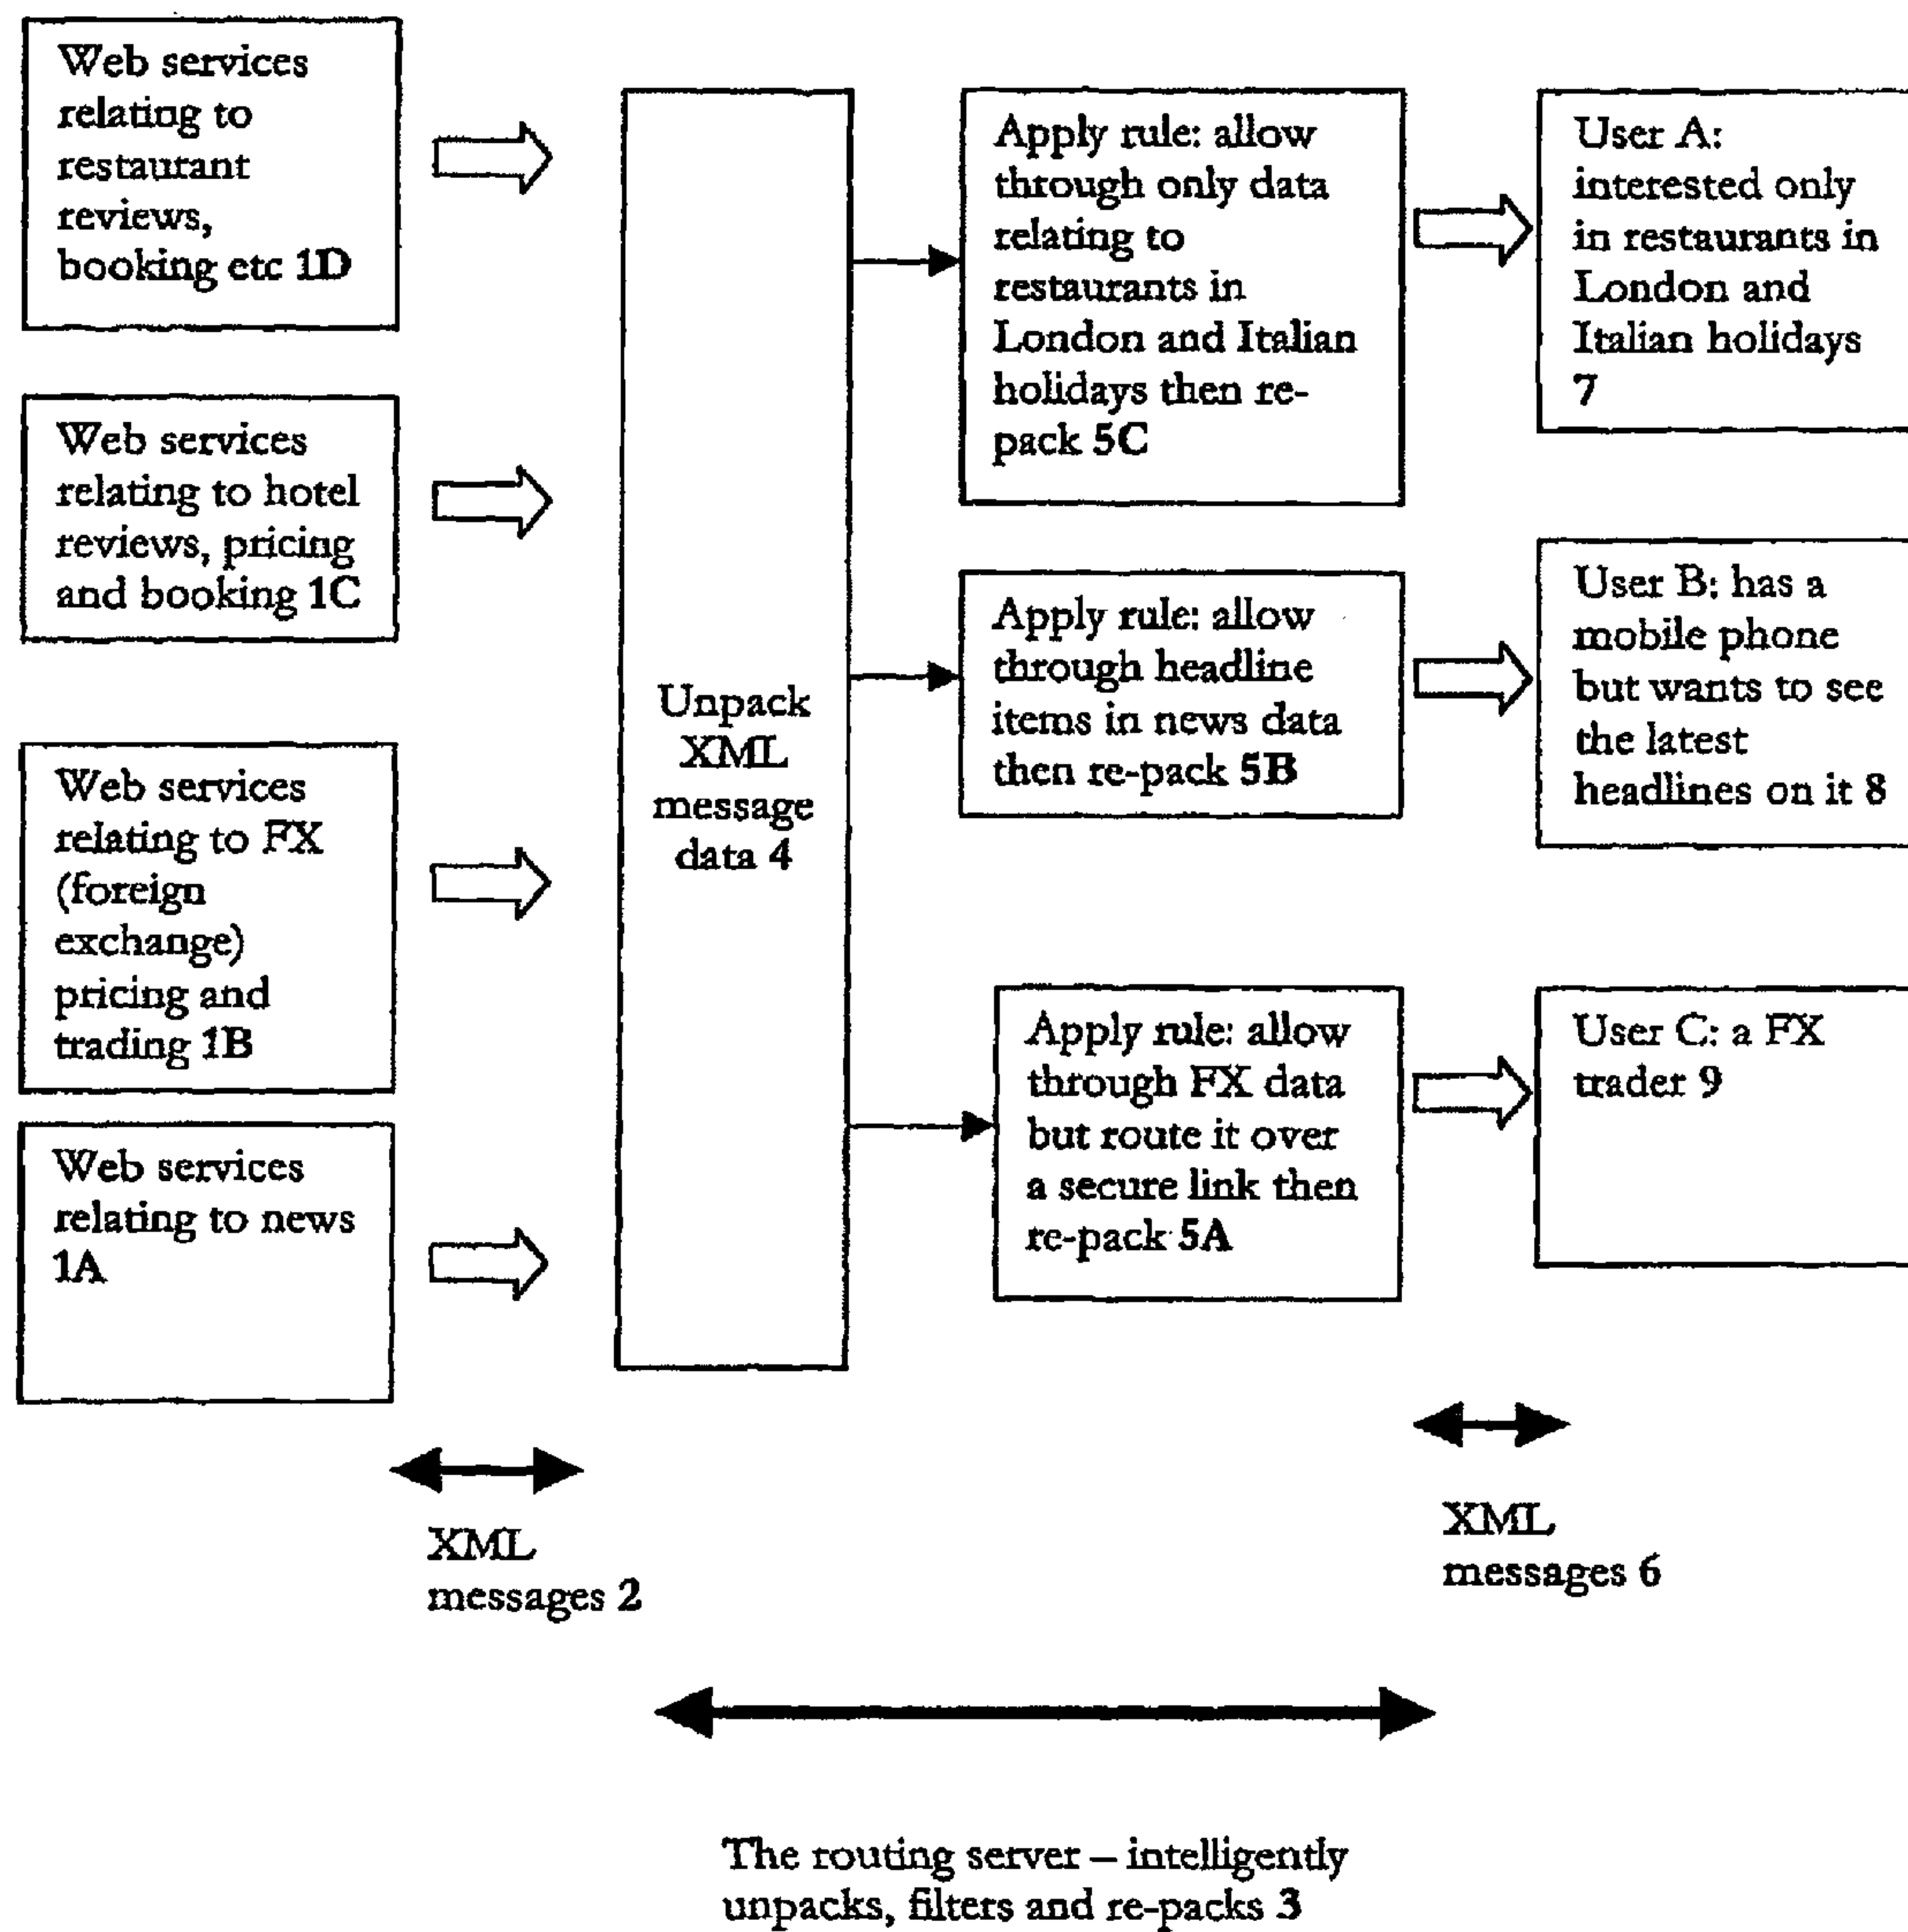 Web services
relating to
restaurant
reviews,
booking etc 1D
Web services
relating to hotel
reviews, pricing
and booking 1C
Web services
relating to FX
(foreign
exchange)
pricing and
trading 1B
Web services
relating to news
1A
XML
messages 2
Unpack
XML
message
data 4
Apply rule: allow
through only data
relating to
restaurants in
London and Italian
holidays then re-
pack 5C
Apply rule: allow
through headline
items in news data
then re-pack 5B
Apply rule: allow
through FX data
but route it over
a secure link then
re-pack 5A
User A:
interested only
in restaurants in
London and
Italian holidays
7
User B: has a
mobile phone
but wants to see
the latest
headlines on it 8
User C: a FX
trader 9
XML
messages 6
The routing server – intelligently
unpacks, filters and re-packs 3